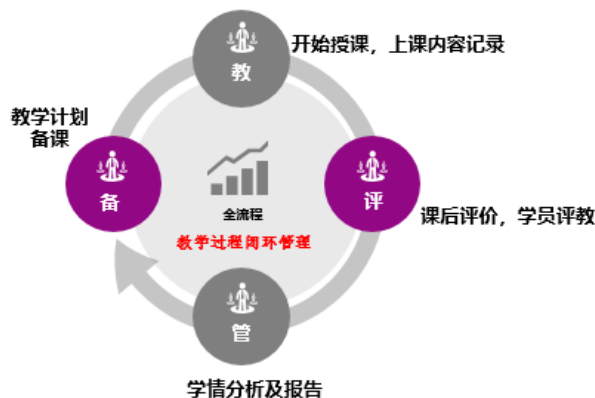 教
开始授课，上课内容记录
教学计划
备课
备
评
课后评价，学员评教
全流程
教学过程闭环管理
管
学情分析及报告